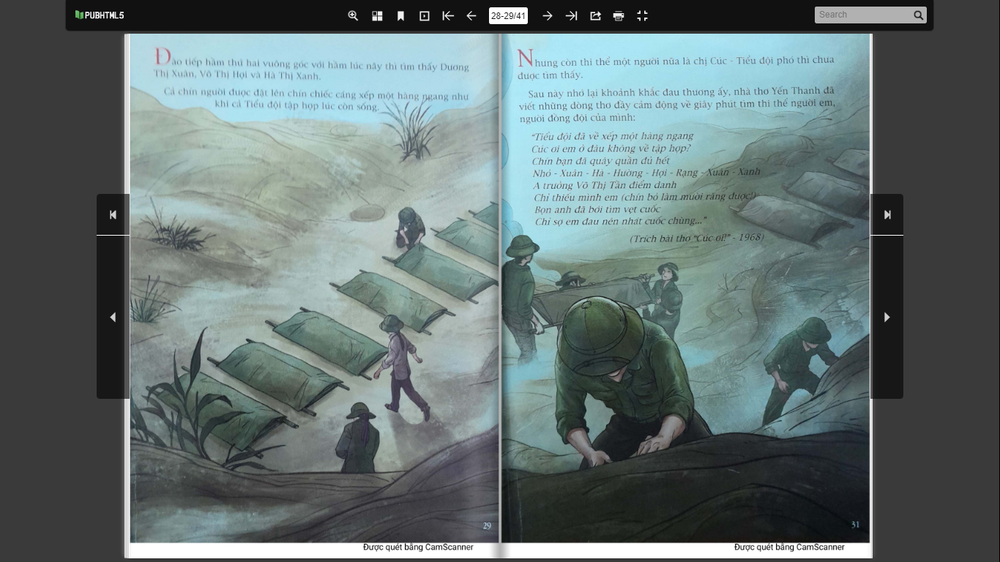 PUBHTML5
28-29/41
Search
Đào tiếp hầm thứ hai vuông góc với hầm lúc nãy thì tìm thấy Dương
Thị Xuân, Võ Thị Hợi và Hà Thị Xanh.
Cả chín người được đặt lên chín chiếc cáng xếp một hàng ngang như
khi cả Tiểu đội tập hợp lúc còn sống.
29
Được quét bằng CamScanner
Nhưng còn thi thể một người nữa là chị Cúc - Tiểu đội phó thì chưa
được tìm thấy.
Sau này nhớ lại khoảnh khắc đau thương ấy, nhà thơ Yến Thanh đã
viết những dòng thơ đầy cảm động về giây phút tìm thi thể người em,
người đồng đội của mình:
“Tiểu đội đã về xếp một hàng ngang
Cúc ơi em ở đâu không về tập họp?
Chín bạn đã quây quần đủ hết
Nhỏ - Xuân - Hà - Hường - Hợi - Rạng - Xuân - Xanh
A trưởng Võ Thị Tần điểm danh
Chỉ thiếu mình em (chín bỏ làm mười răng được!)
Bọn anh đã bới tìm vẹt cuốc
Chỉ sợ em đau nên nhát cuốc chùng...”
(Trích bài thơ “Cúc ơi!” - 1968)
31
Được quét bằng CamScanner